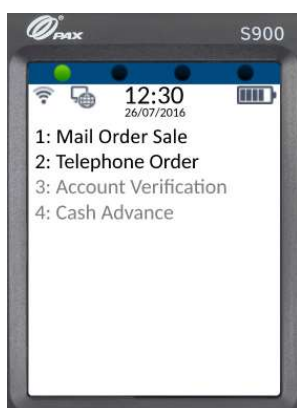 PAX S900
12:30
26/07/2016
1: Mail Order Sale
2: Telephone Order
3: Account Verification
4: Cash Advance